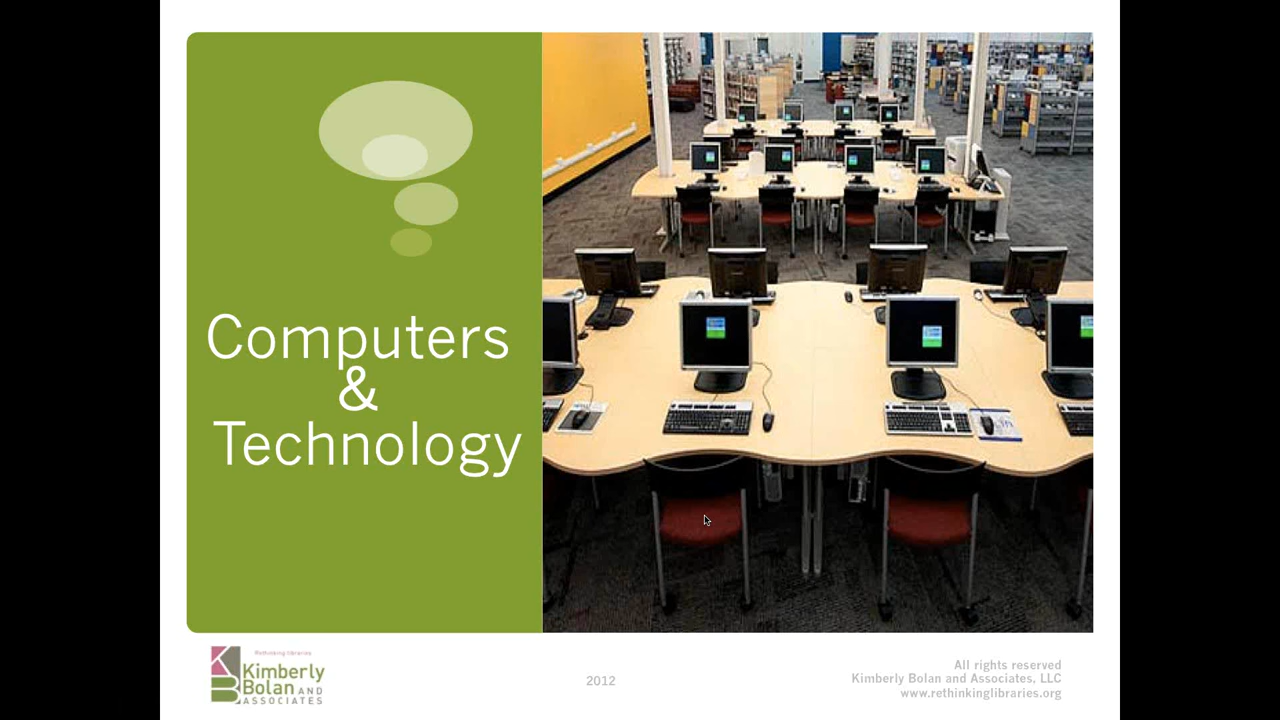 Computers
&
Technology
Rethinking libraries
Kimberly
Bolan AND
ASSOCIATES
2012
All rights reserved
Kimberly Bolan and Associates, LLC
www.rethinkinglibraries.org